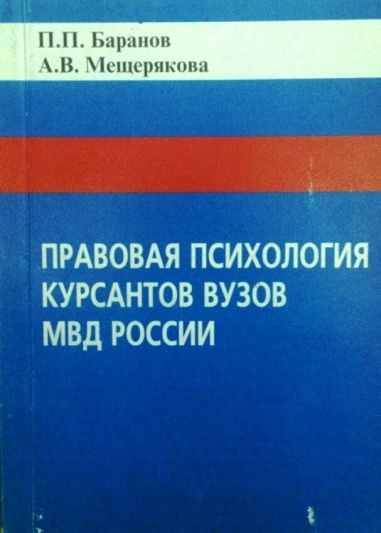 П.П. Баранов
А.В. Мещерякова
ПРАВОВАЯ ПСИХОЛОГИЯ
КУРСАНТОВ ВУЗОВ
МВД РОССИИ